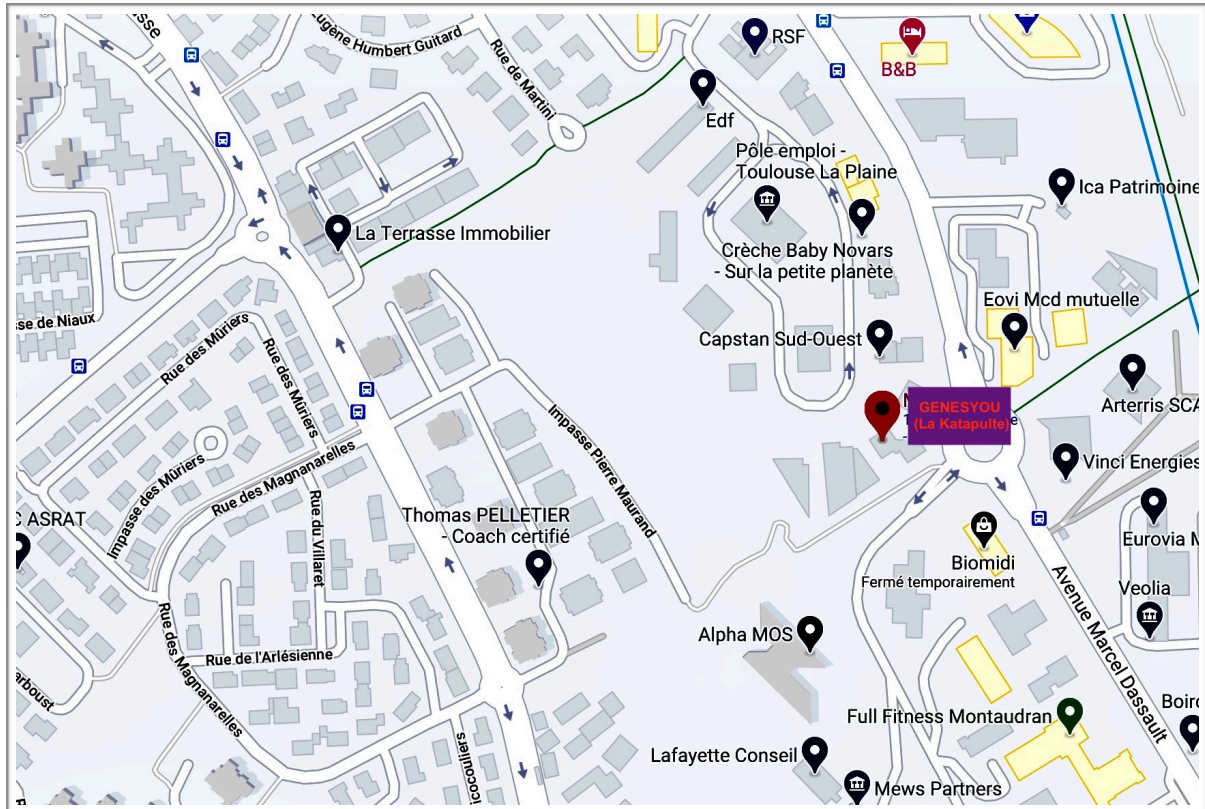 sse
Eugène Humbert Guitard
Rue de Martini
RSF
B&B
Edf
Pôle emploi -
Toulouse La Plaine
Ica Patrimoine
La Terrasse Immobilier
Crèche Baby Novars
- Sur la petite planète
Eovi Mcd mutuelle
sse de Niaux
Rue des Mûriers
Rue des Mûriers
Capstan Sud-Ouest
GENESYOU
(La Katapulte)
Arterris SCA
Impasse Pierre Maurand
Impasse des Mûriers
Rue des Magnanarelles
Vinci Energies
C ASRAT
Rue du Villaret
Thomas PELLETIER
- Coach certifié
Eurovia M
Biomidi
Fermé temporairement
Veolia
Avenue Marcel Dassault
Alpha MOS
Rue de l'Arlésienne
Rue des Magnanarelles
arboust
Full Fitness Montaudran
Boiro
Lafayette Conseil
icocouliers
Mews Partners